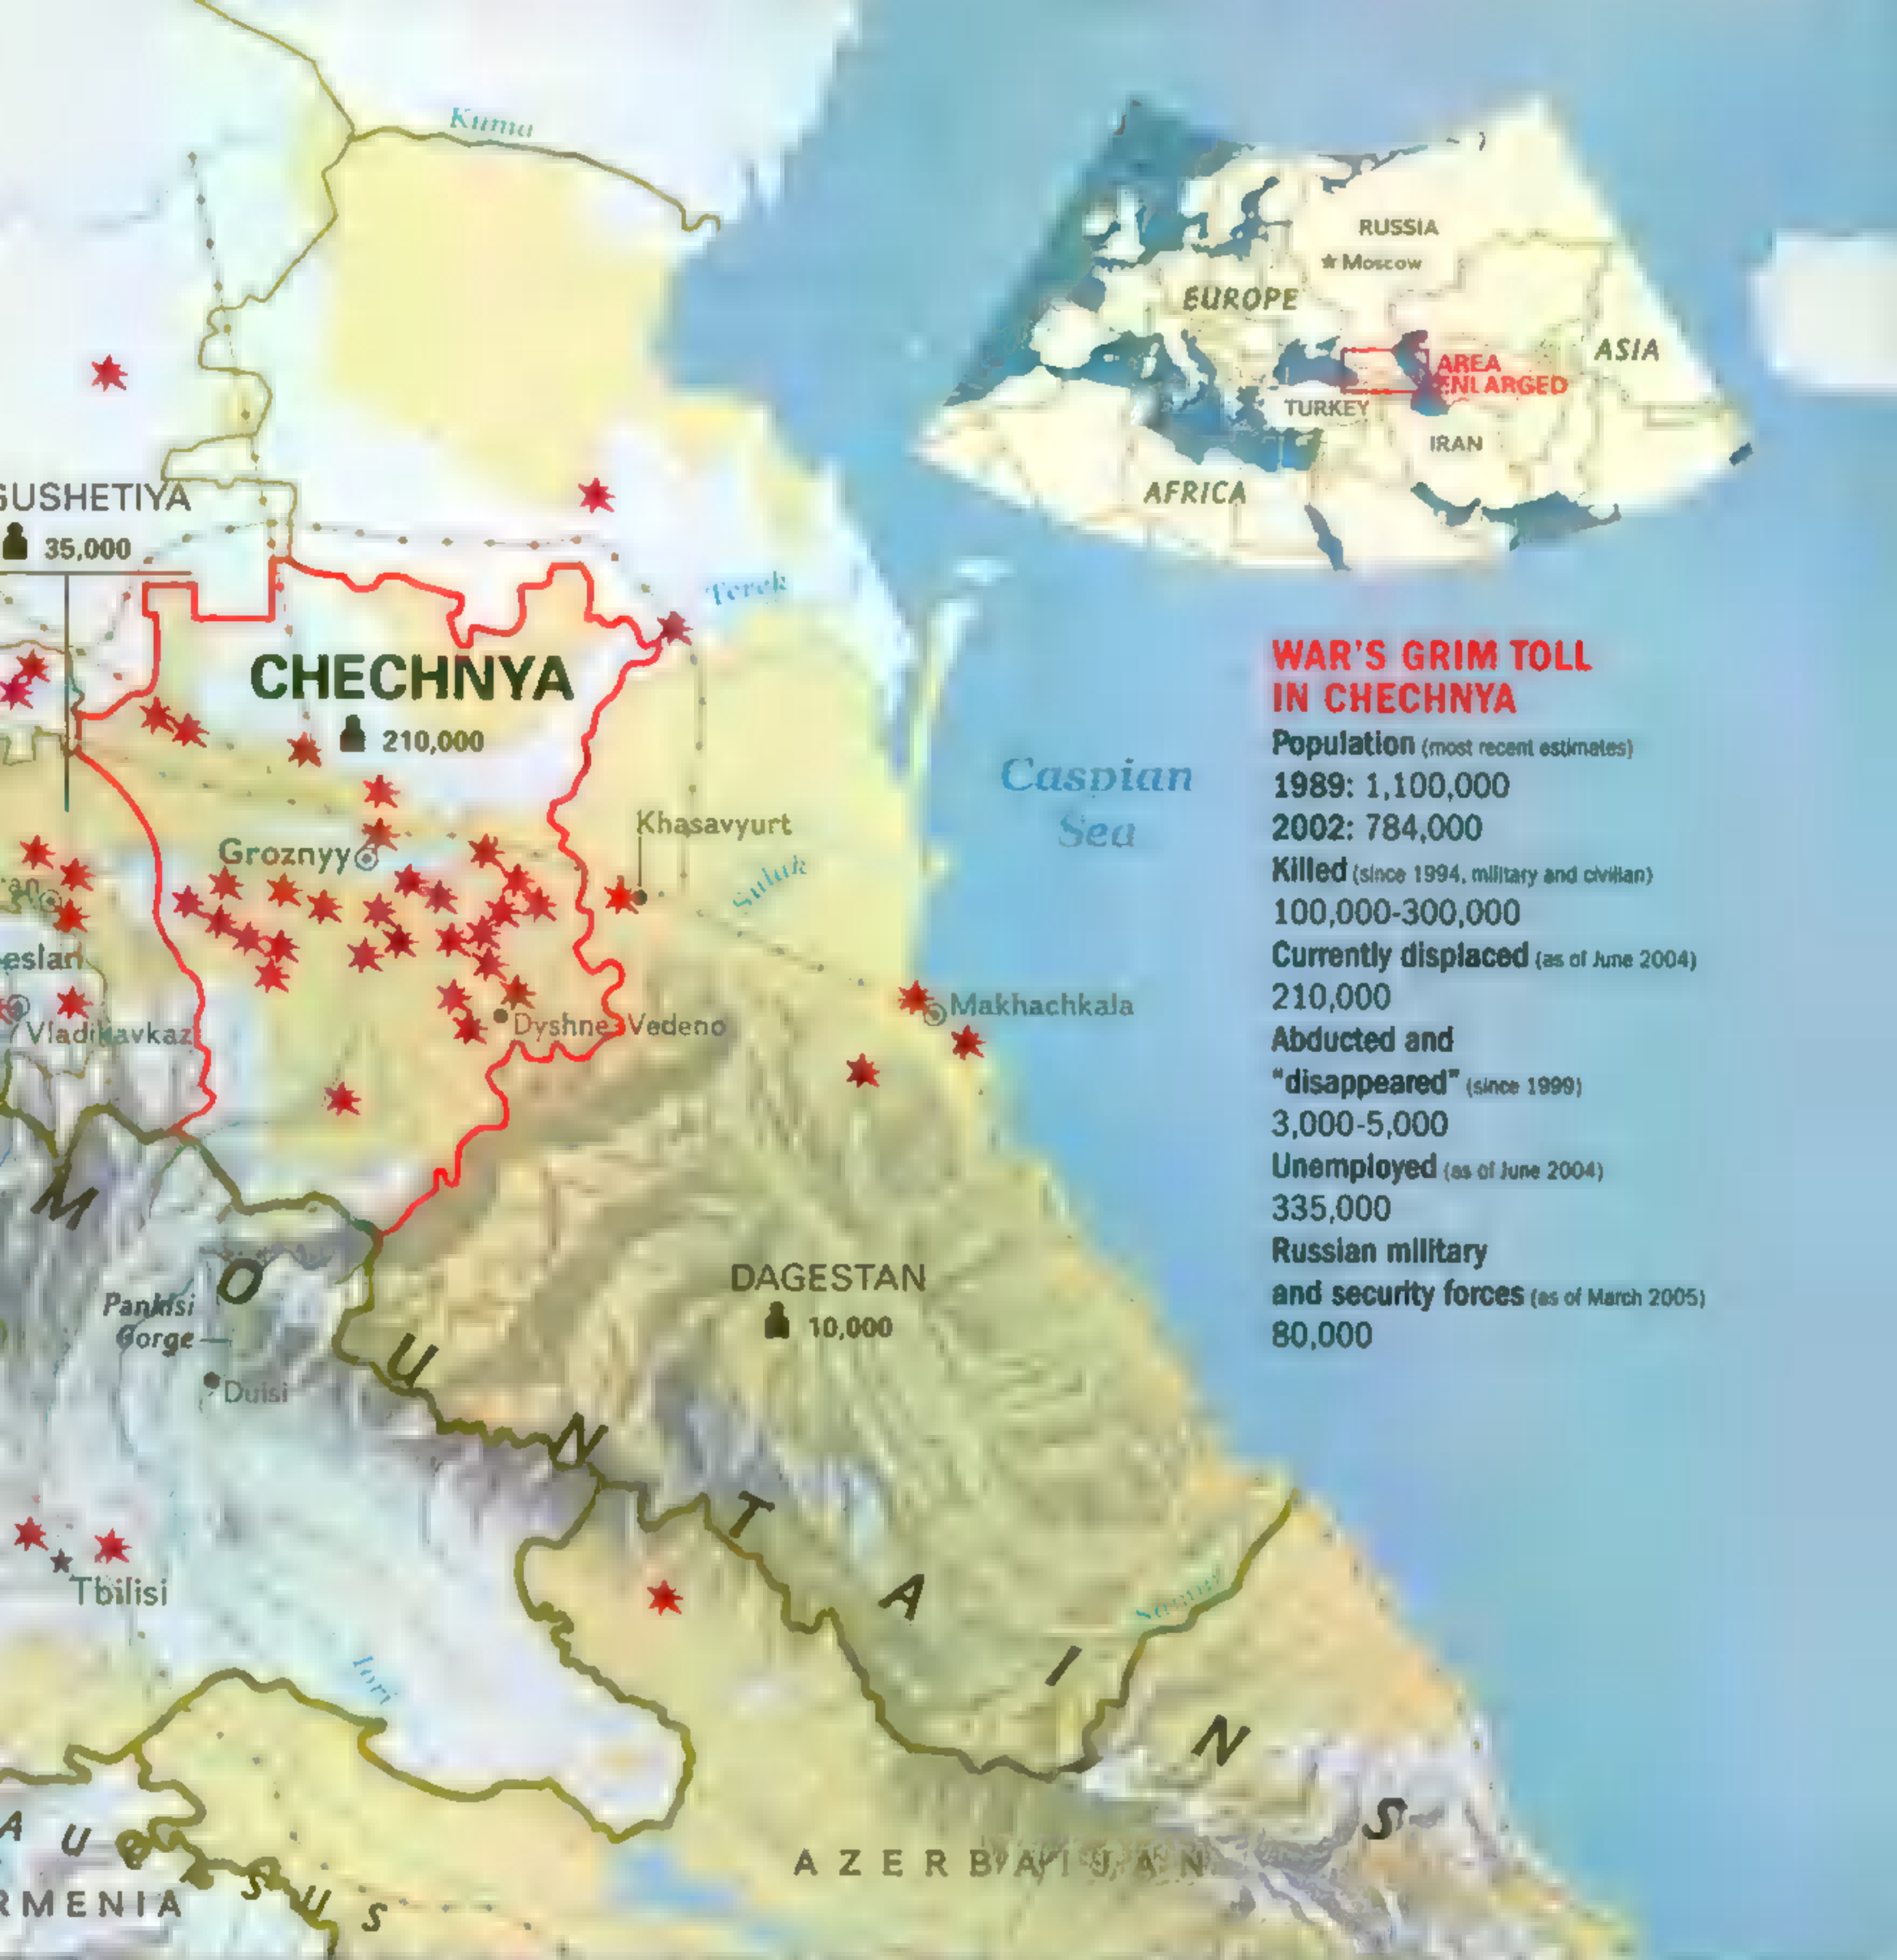 Kuma
RUSSIA
Moscow
EUROPE
ASIA
AREA
ENLARGED
TURKEY
IRAN
AFRICA
GUSHETIYA
35,000
Terek
CHECHNYA
210,000
Caspian
Sea
Khasavyurt
Groznyy
Sulak
an
eslan
Vladikavkaz
Dyshne-Vedeno
Makhachkala
WAR'S GRIM TOLL
IN CHECHNYA
Population (most recent estimates)
1989: 1,100,000
2002: 784,000
Killed (since 1994, military and civilian)
100,000-300,000
Currently displaced (as of June 2004)
210,000
Abducted and
"disappeared" (since 1999)
3,000-5,000
Unemployed (as of June 2004)
335,000
Russian military
and security forces (as of March 2005)
80,000
DAGESTAN
10,000
Pankisi
Gorge
Duisi
M O U N T A I N S
Tbilisi
Iori
Samur
AZERBAIJAN
A U C A S U S
RMENIA